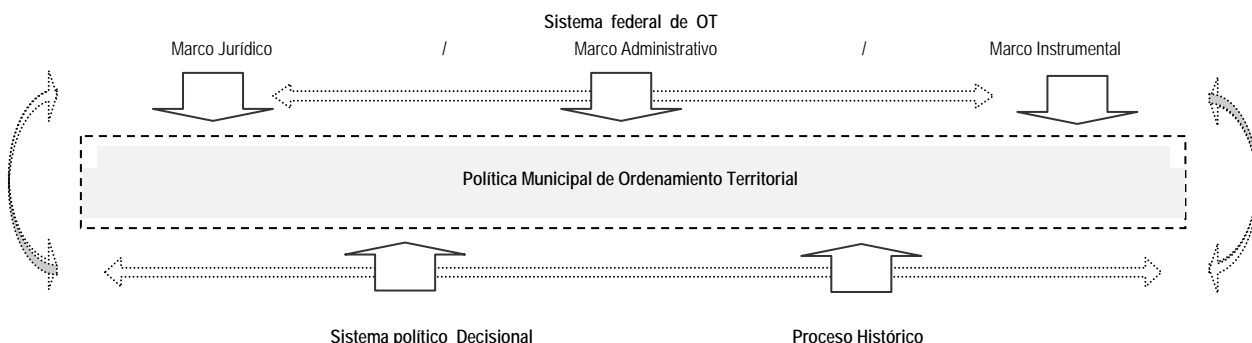 Sistema federal de OT
Marco Jurídico / Marco Administrativo / Marco Instrumental
Política Municipal de Ordenamiento Territorial
Sistema político Decisional Proceso Histórico